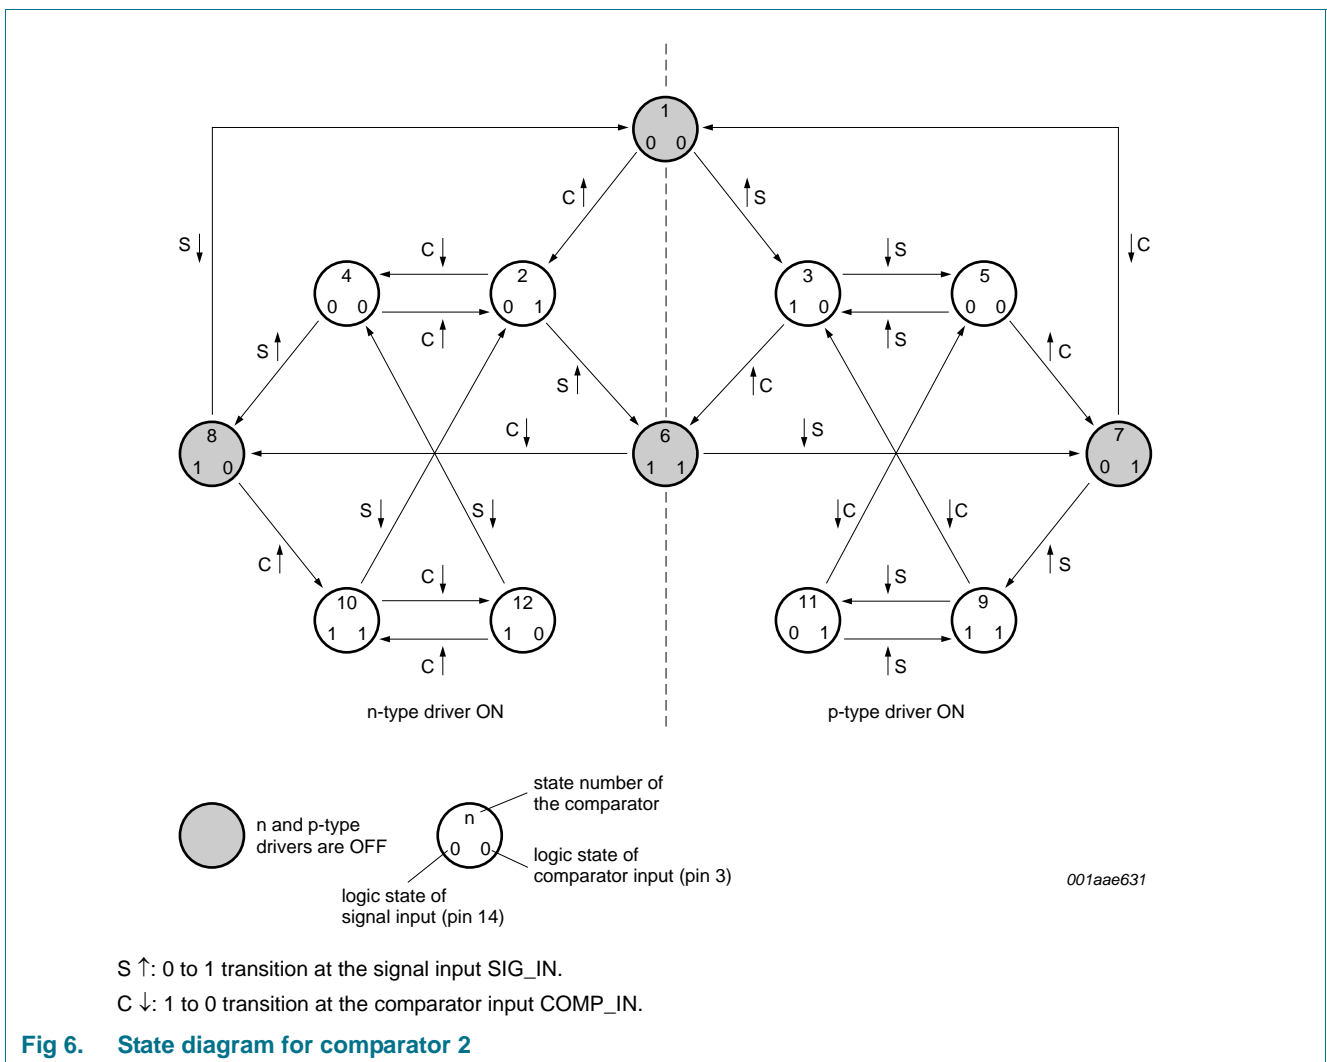 1
0 0
C↑
↑S
S↓
↓C
C↓
↓S
4
0 0
2
0 1
3
1 0
5
0 0
C↑
↑S
S↑
S↑
↑C
↑C
8
1 0
C↓
6
1 1
↓S
7
0 1
S↓
S↓
↓C
↓C
C↑
↑S
C↓
↓S
10
1 1
12
1 0
11
0 1
9
1 1
C↑
↑S
n-type driver ON
p-type driver ON
state number of
the comparator
n
0 0
n and p-type
drivers are OFF
logic state of
comparator input (pin 3)
logic state of
signal input (pin 14)
001aae631
S ↑: 0 to 1 transition at the signal input SIG_IN.
C ↓: 1 to 0 transition at the comparator input COMP_IN.
Fig 6. State diagram for comparator 2